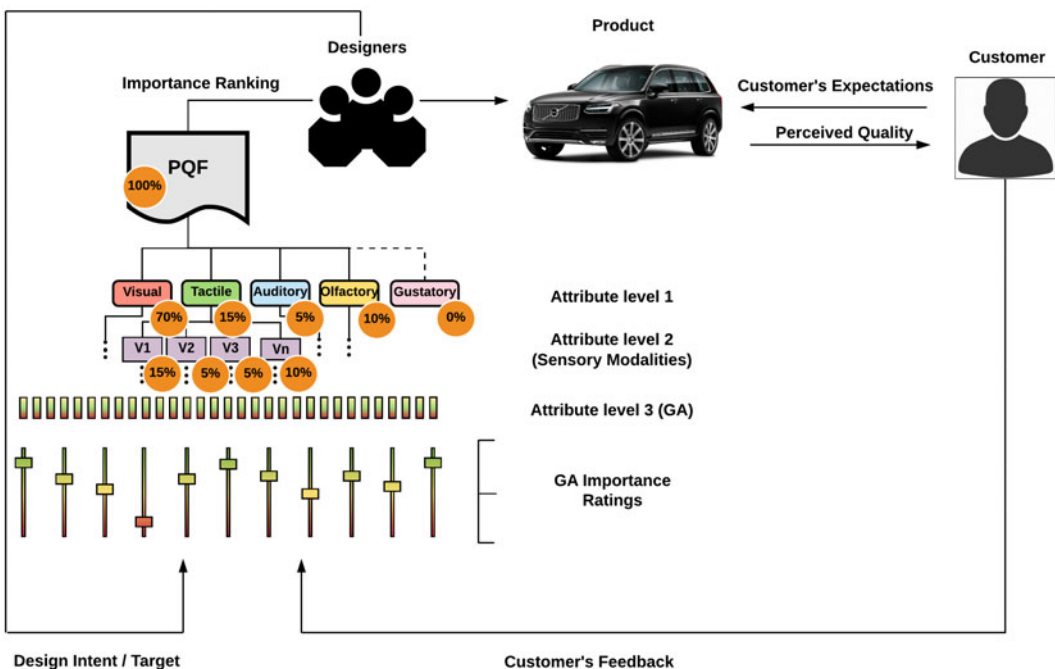 Product
Designers
Customer
Importance Ranking
Customer's Expectations
Perceived Quality
PQF
100%
Visual
Tactile
Auditory
Olfactory
Gustatory
Attribute level 1
70%
15%
5%
10%
0%
V1
V2
V3
Vn
Attribute level 2
(Sensory Modalities)
15%
5%
5%
10%
Attribute level 3 (GA)
GA Importance
Ratings
Design Intent / Target
Customer's Feedback